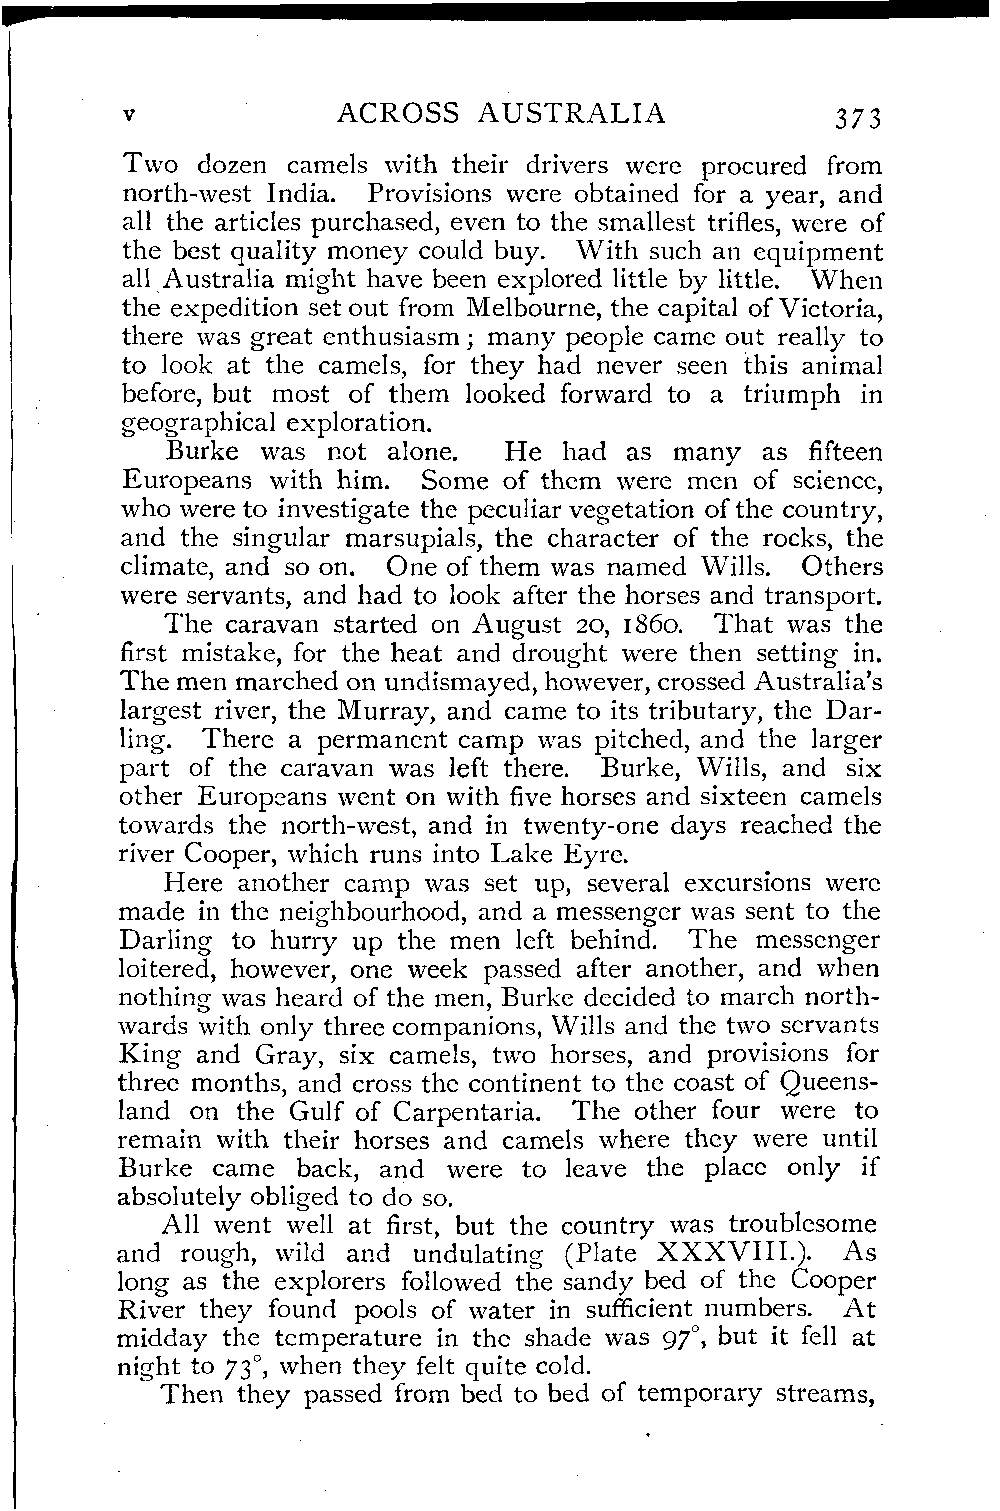 v ACROSS AUSTRALIA 373
Two dozen camels with their drivers were procured from
north-west India. Provisions were obtained for a year, and
all the articles purchased, even to the smallest trifles, were of
the best quality money could buy. With such an equipment
all Australia might have been explored little by little. When
the expedition set out from Melbourne, the capital of Victoria,
there was great enthusiasm; many people came out really to
to look at the camels, for they had never seen this animal
before, but most of them looked forward to a triumph in
geographical exploration.
Burke was not alone. He had as many as fifteen
Europeans with him. Some of them were men of science,
who were to investigate the peculiar vegetation of the country,
and the singular marsupials, the character of the rocks, the
climate, and so on. One of them was named Wills. Others
were servants, and had to look after the horses and transport.
The caravan started on August 20, 1860. That was the
first mistake, for the heat and drought were then setting in.
The men marched on undismayed, however, crossed Australia's
largest river, the Murray, and came to its tributary, the Dar-
ling. There a permanent camp was pitched, and the larger
part of the caravan was left there. Burke, Wills, and six
other Europeans went on with five horses and sixteen camels
towards the north-west, and in twenty-one days reached the
river Cooper, which runs into Lake Eyre.
Here another camp was set up, several excursions were
made in the neighbourhood, and a messenger was sent to the
Darling to hurry up the men left behind. The messenger
loitered, however, one week passed after another, and when
nothing was heard of the men, Burke decided to march north-
wards with only three companions, Wills and the two servants
King and Gray, six camels, two horses, and provisions for
three months, and cross the continent to the coast of Queens-
land on the Gulf of Carpentaria. The other four were to
remain with their horses and camels where they were until
Burke came back, and were to leave the place only if
absolutely obliged to do so.
All went well at first, but the country was troublesome
and rough, wild and undulating (Plate XXXVIII.). As
long as the explorers followed the sandy bed of the Cooper
River they found pools of water in sufficient numbers. At
midday the temperature in the shade was 97°, but it fell at
night to 73°, when they felt quite cold.
Then they passed from bed to bed of temporary streams,